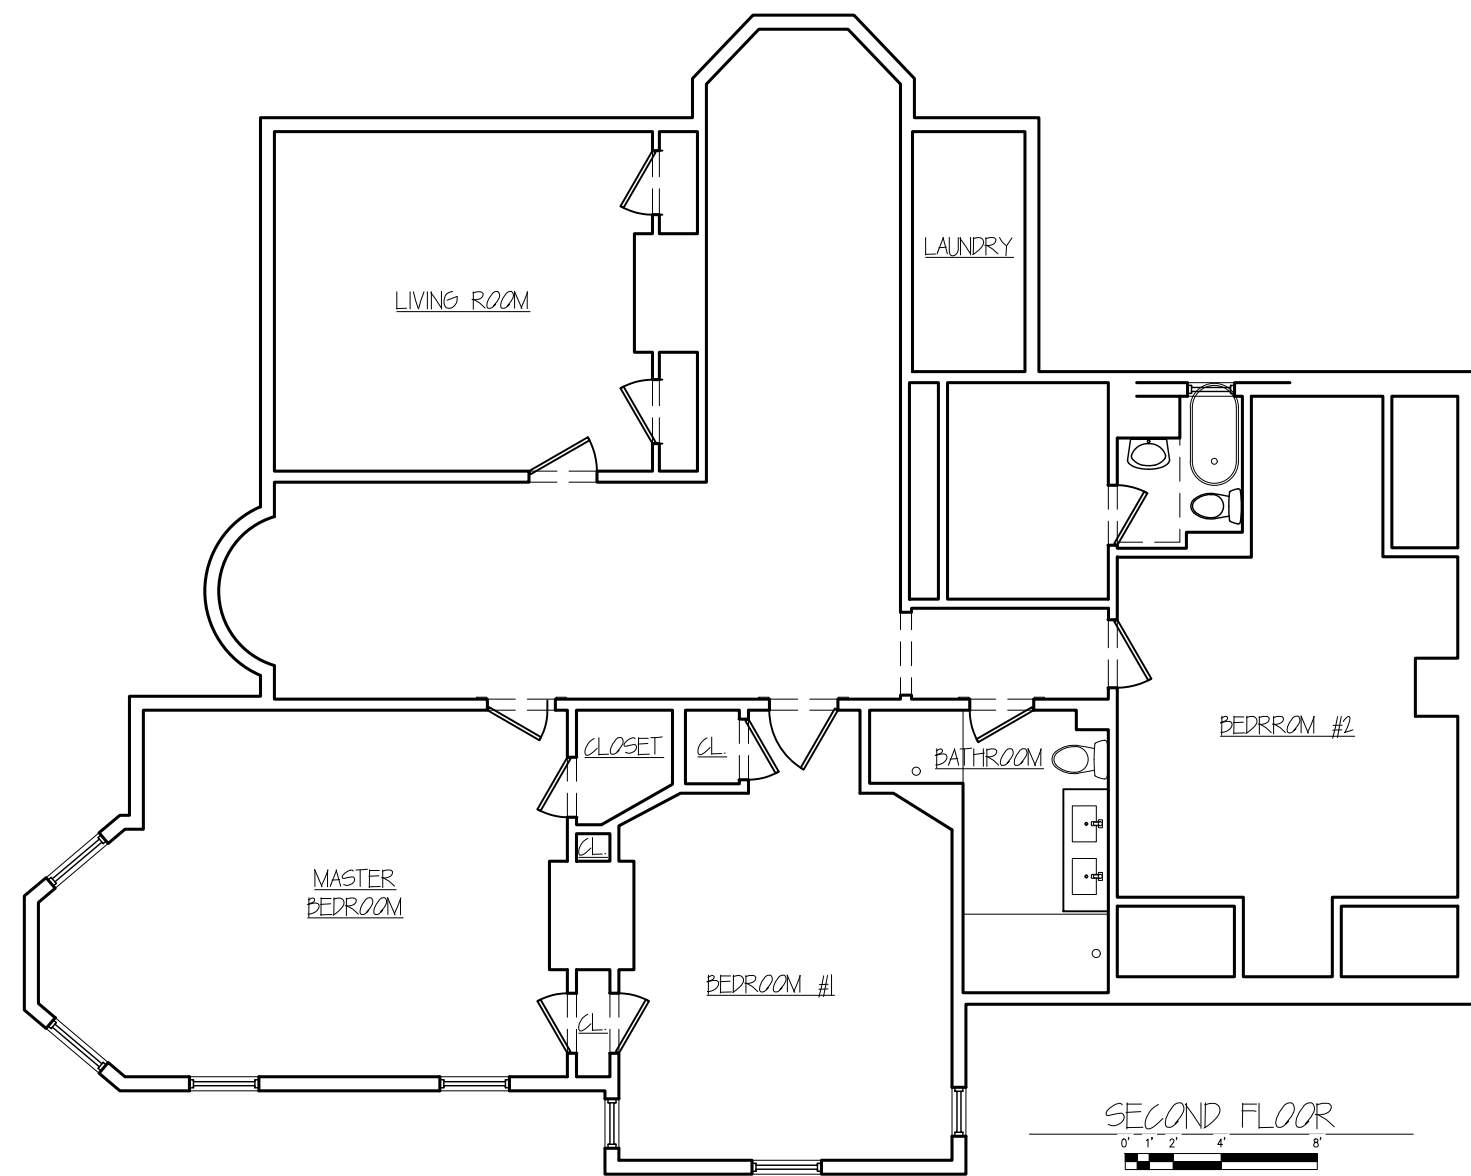 LAUNDRY
LIVING ROOM
BEDRROM #2
CLOSET
CL.
BATHROOM
CL.
MASTER
BEDROOM
BEDROOM #1
CL.
SECOND FLOOR
0' 1' 2' 4' 8'